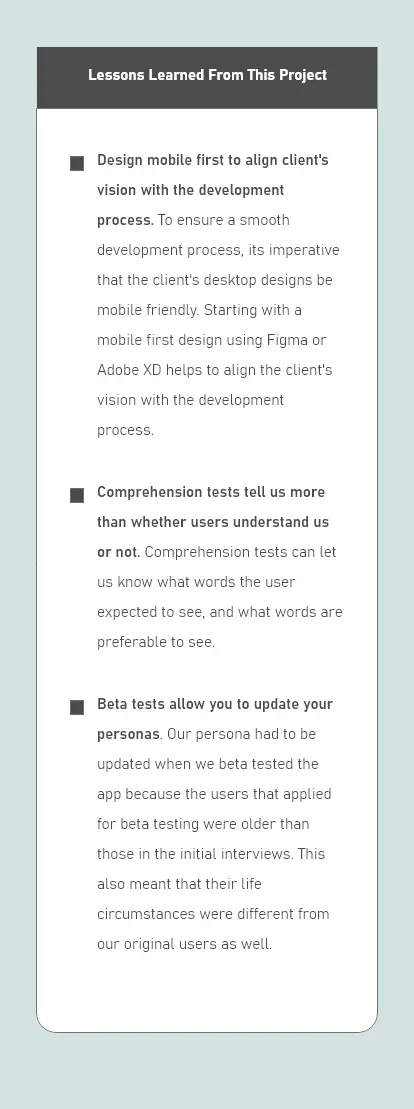 Lessons Learned From This Project
Design mobile first to align client's
vision with the development
process. To ensure a smooth
development process, its imperative
that the client's desktop designs be
mobile friendly. Starting with a
mobile first design using Figma or
Adobe XD helps to align the client's
vision with the development
process.
Comprehension tests tell us more
than whether users understand us
or not. Comprehension tests can let
us know what words the user
expected to see, and what words are
preferable to see.
Beta tests allow you to update your
personas. Our persona had to be
updated when we beta tested the
app because the users that applied
for beta testing were older than
those in the initial interviews. This
also meant that their life
circumstances were different from
our original users as well.